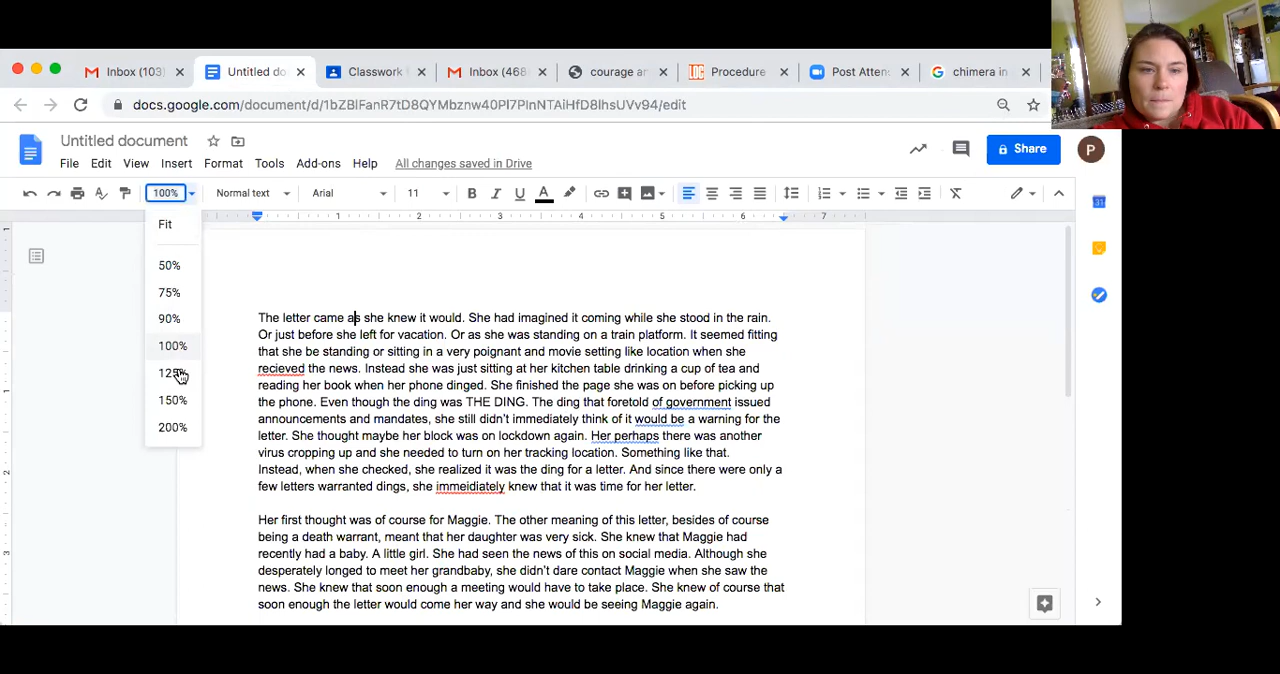 Inbox (103)
Untitled do
Classwork
Inbox (468
courage an
LOC
Procedure
Post Atten
chimera in
docs.google.com/document/d/1bZBlFanR7tD8QYMbznw40Pl7PlnNTAiHfD8lhsUVv94/edit
Untitled document
File Edit View Insert Format Tools Add-ons Help All changes saved in Drive
Share
P
100% Normal text Arial 11 B I U A
1 2 3 4 5 6 7
Fit
50%
75%
90%
100%
125%
150%
200%
1
2
3
31
The letter came as she knew it would. She had imagined it coming while she stood in the rain.
Or just before she left for vacation. Or as she was standing on a train platform. It seemed fitting
that she be standing or sitting in a very poignant and movie setting like location when she
recieved the news. Instead she was just sitting at her kitchen table drinking a cup of tea and
reading her book when her phone dinged. She finished the page she was on before picking up
the phone. Even though the ding was THE DING. The ding that foretold of government issued
announcements and mandates, she still didn't immediately think of it would be a warning for the
letter. She thought maybe her block was on lockdown again. Her perhaps there was another
virus cropping up and she needed to turn on her tracking location. Something like that.
Instead, when she checked, she realized it was the ding for a letter. And since there were only a
few letters warranted dings, she immeidiately knew that it was time for her letter.
Her first thought was of course for Maggie. The other meaning of this letter, besides of course
being a death warrant, meant that her daughter was very sick. She knew that Maggie had
recently had a baby. A little girl. She had seen the news of this on social media. Although she
desperately longed to meet her grandbaby, she didn't dare contact Maggie when she saw the
news. She knew that soon enough a meeting would have to take place. She knew of course that
soon enough the letter would come her way and she would be seeing Maggie again.